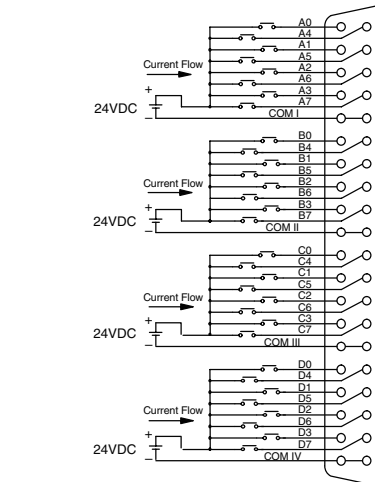 A0
A4
A1
A5
Current Flow
A2
A6
+
A3
A7
24VDC
COM I
–
B0
B4
B1
B5
Current Flow
B2
B6
+
B3
B7
24VDC
COM II
–
C0
C4
C1
C5
Current Flow
C2
C6
+
C3
C7
24VDC
COM III
–
D0
D4
D1
D5
Current Flow
D2
D6
+
D3
D7
24VDC
COM IV
–